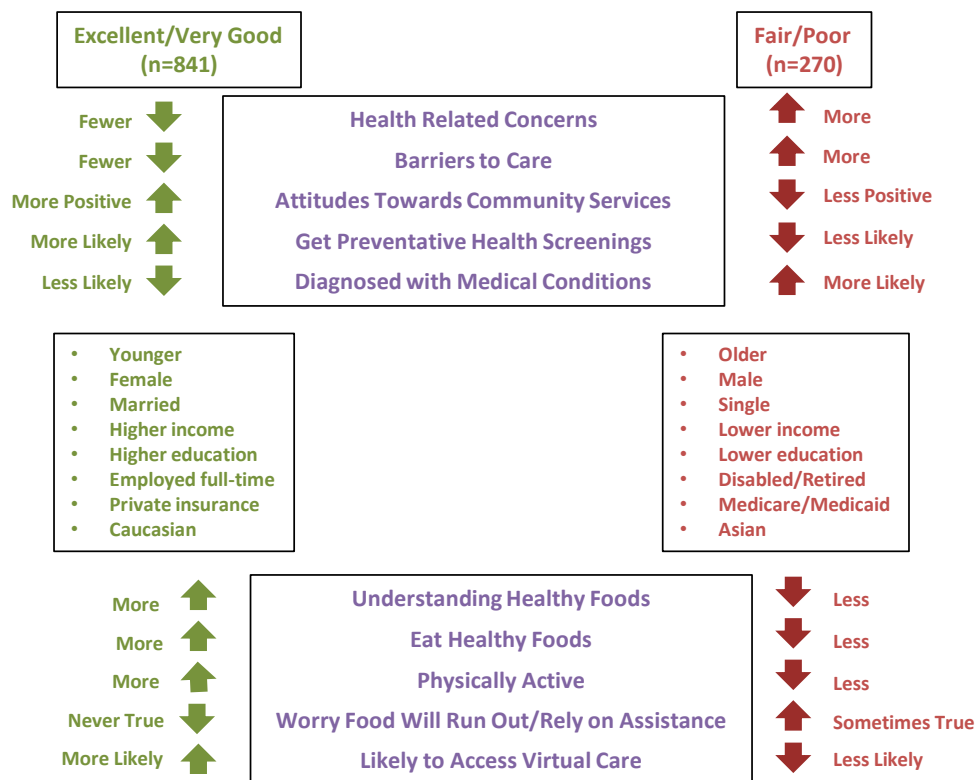 Excellent/Very Good
(n=841)
Fair/Poor
(n=270)
Fewer
Health Related Concerns
More
Fewer
Barriers to Care
More
More Positive
Attitudes Towards Community Services
Less Positive
More Likely
Get Preventative Health Screenings
Less Likely
Less Likely
Diagnosed with Medical Conditions
More Likely
• Younger
• Female
• Married
• Higher income
• Higher education
• Employed full-time
• Private insurance
• Caucasian
• Older
• Male
• Single
• Lower income
• Lower education
• Disabled/Retired
• Medicare/Medicaid
• Asian
More
Understanding Healthy Foods
Less
More
Eat Healthy Foods
Less
More
Physically Active
Less
Never True
Worry Food Will Run Out/Rely on Assistance
Sometimes True
More Likely
Likely to Access Virtual Care
Less Likely